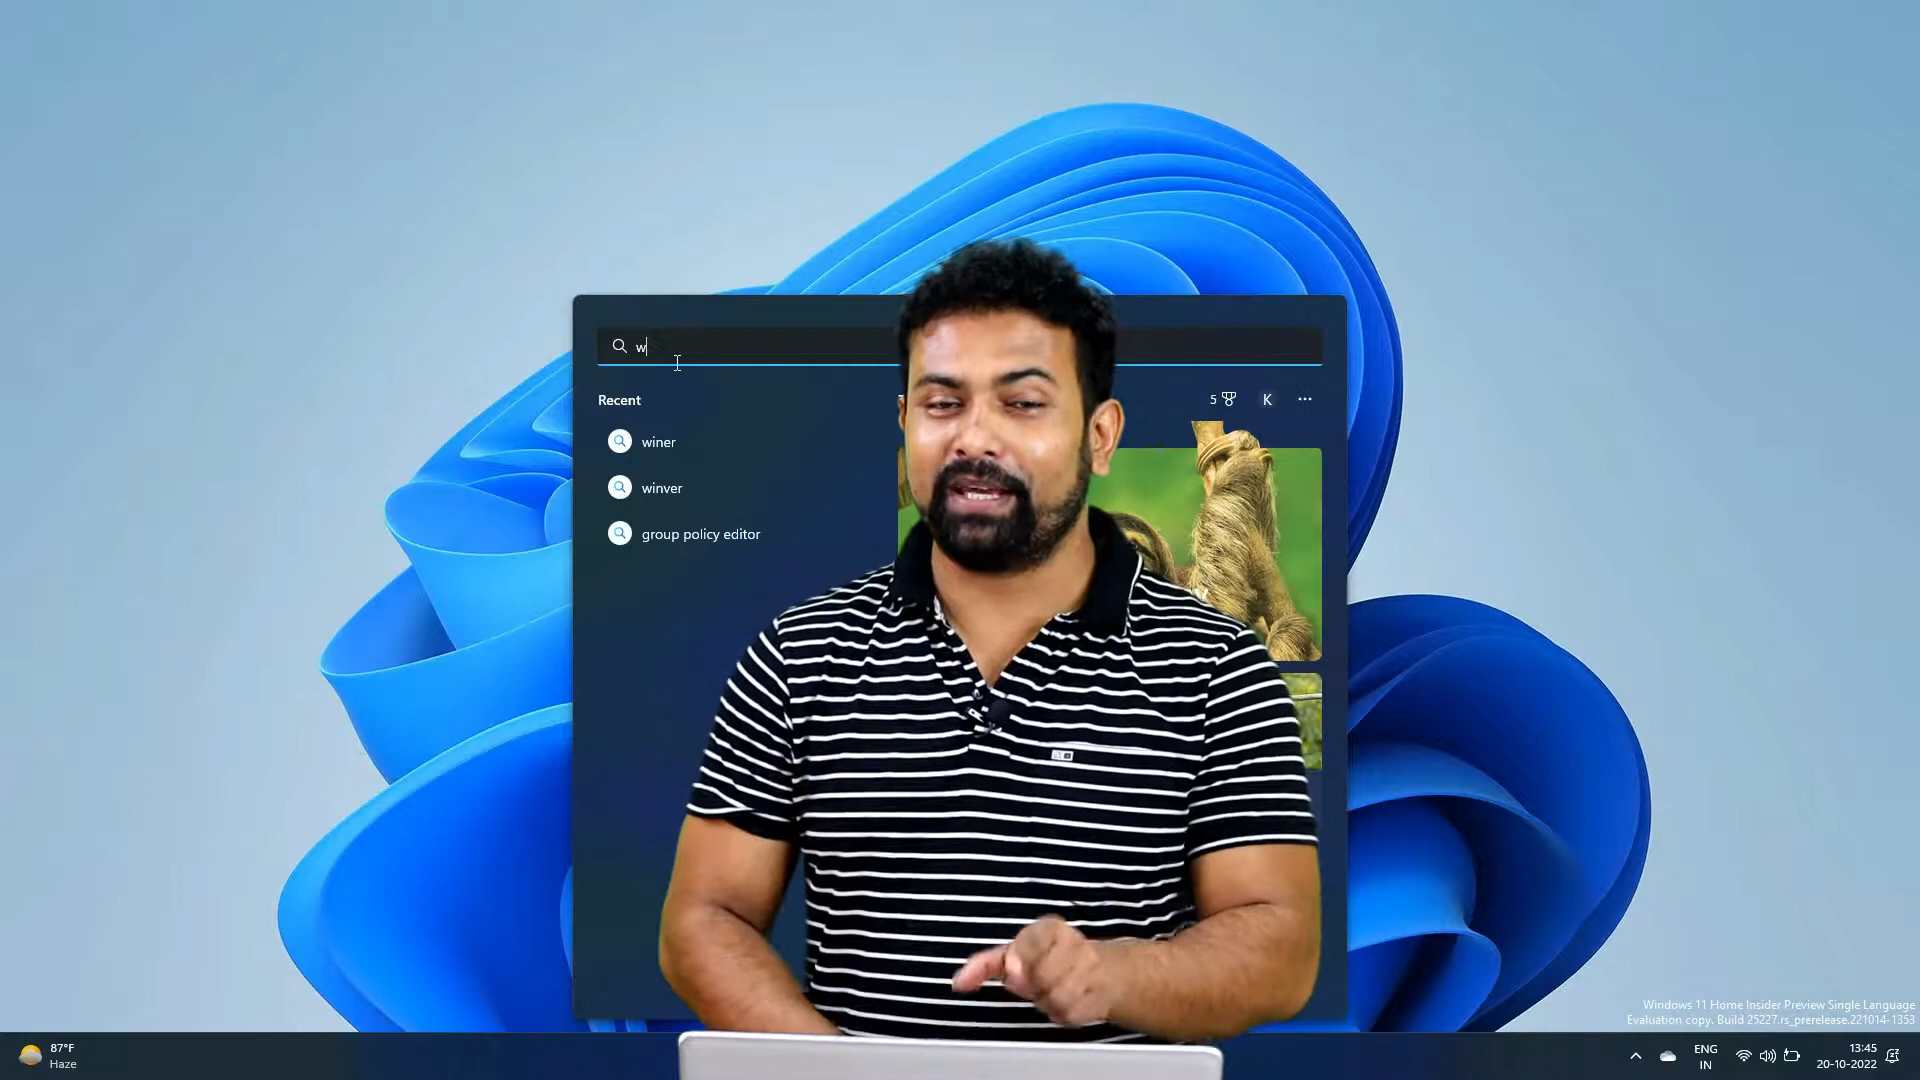 w
Recent
5
K
winer
winver
group policy editor
Windows 11 Home Insider Preview Single Language
Evaluation copy. Build 25227.rs_prerelease.221014-1353
87°F
Haze
ENG
IN
13:45
20-10-2022